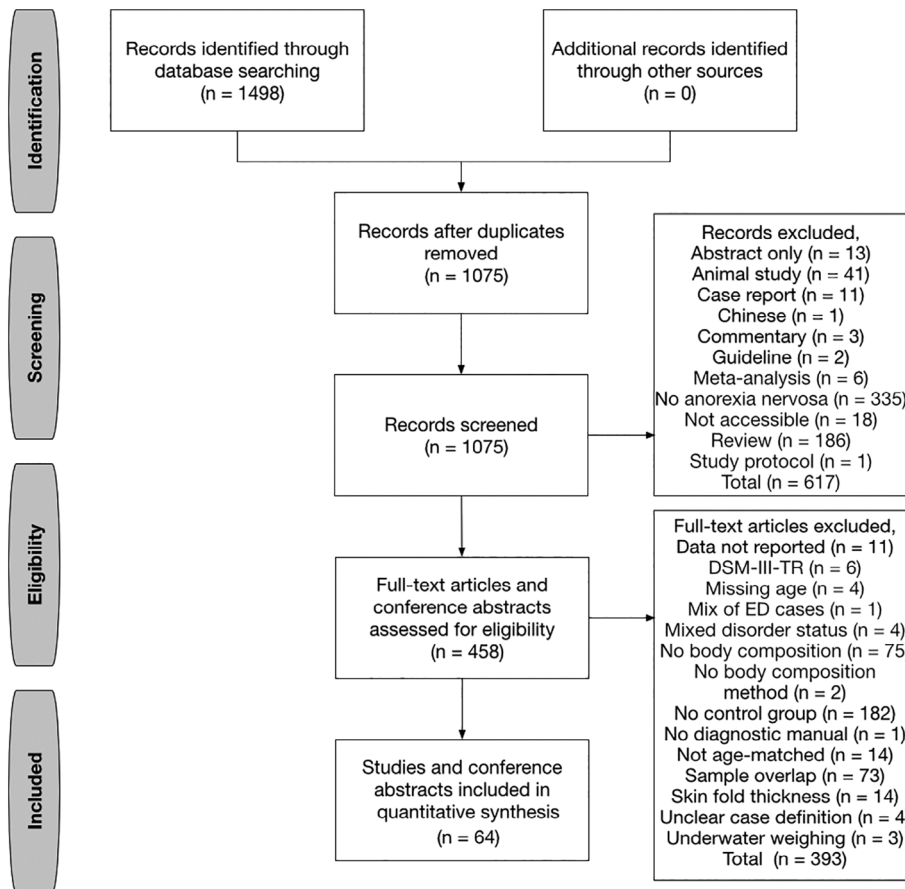 Identification
Records identified through
database searching
(n = 1498)
Additional records identified
through other sources
(n = 0)
Records after duplicates
removed
(n = 1075)
Screening
Records screened
(n = 1075)
Records excluded,
Abstract only (n = 13)
Animal study (n = 41)
Case report (n = 11)
Chinese (n = 1)
Commentary (n = 3)
Guideline (n = 2)
Meta-analysis (n = 6)
No anorexia nervosa (n = 335)
Not accessible (n = 18)
Review (n = 186)
Study protocol (n = 1)
Total (n = 617)
Eligibility
Full-text articles and
conference abstracts
assessed for eligibility
(n = 458)
Full-text articles excluded,
Data not reported (n = 11)
DSM-III-TR (n = 6)
Missing age (n = 4)
Mix of ED cases (n = 1)
Mixed disorder status (n = 4)
No body composition (n = 75
No body composition
method (n = 2)
No control group (n = 182)
No diagnostic manual (n = 1)
Not age-matched (n = 14)
Sample overlap (n = 73)
Skin fold thickness (n = 14)
Unclear case definition (n = 4
Underwater weighing (n = 3)
Total (n = 393)
Included
Studies and conference
abstracts included in
quantitative synthesis
(n = 64)